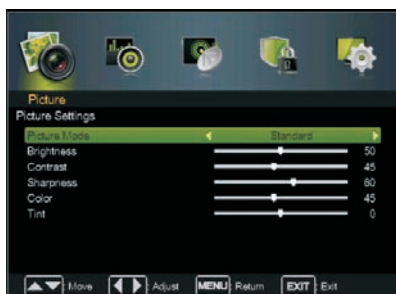 Picture
Picture Settings
Picture Mode Standard
Brightness 50
Contrast 45
Sharpness 60
Color 45
Tint 0
Move Adjust MENU Return EXIT Exit